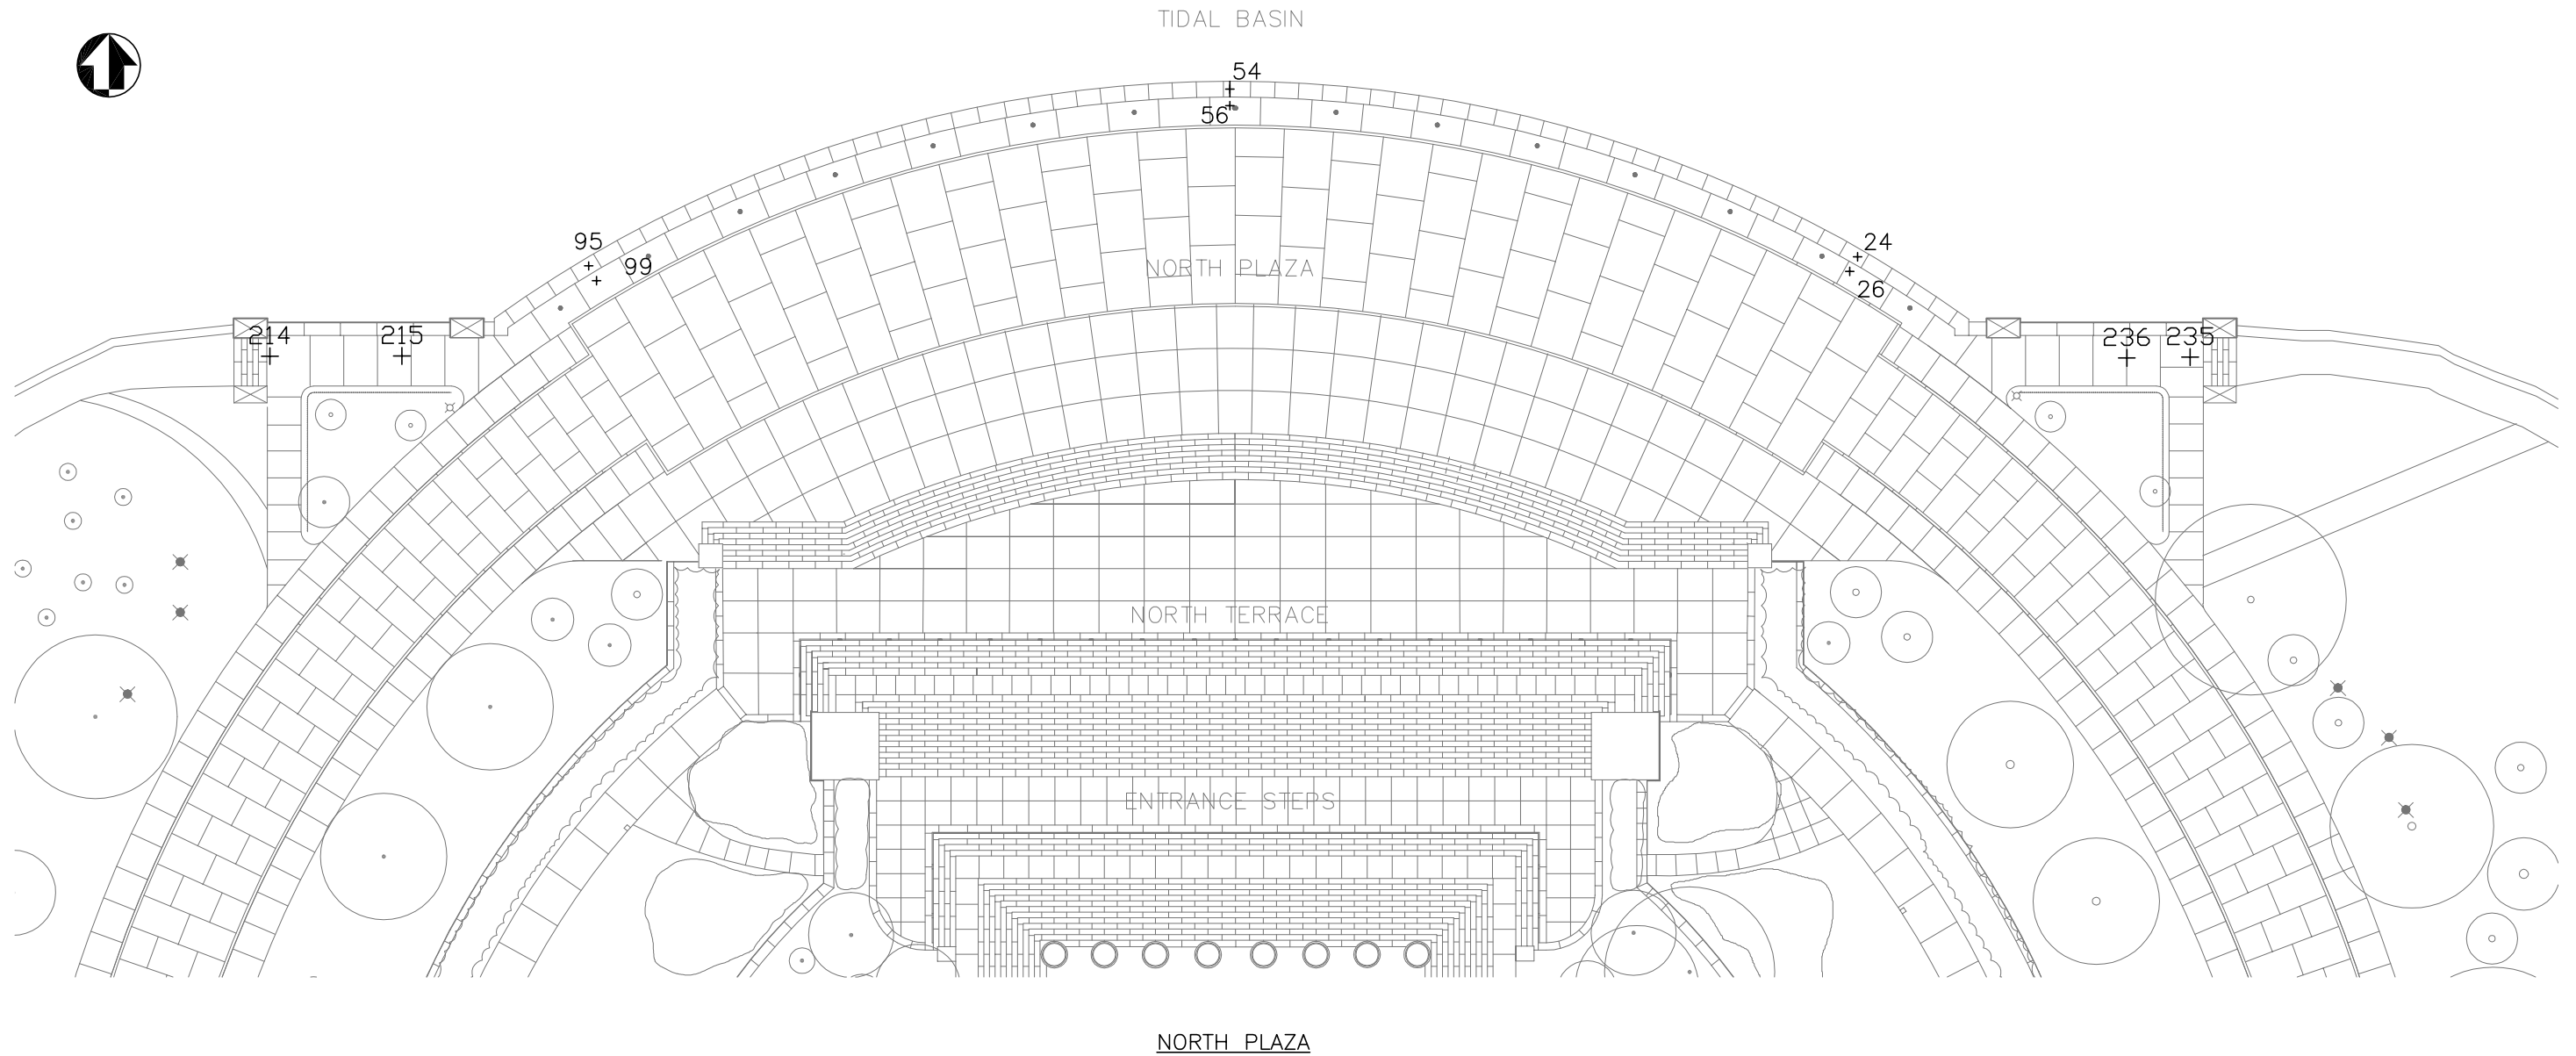 TIDAL BASIN
54
56
95
24
99
NORTH PLAZA
26
214
215
236
235
NORTH TERRACE
ENTRANCE STEPS
NORTH PLAZA